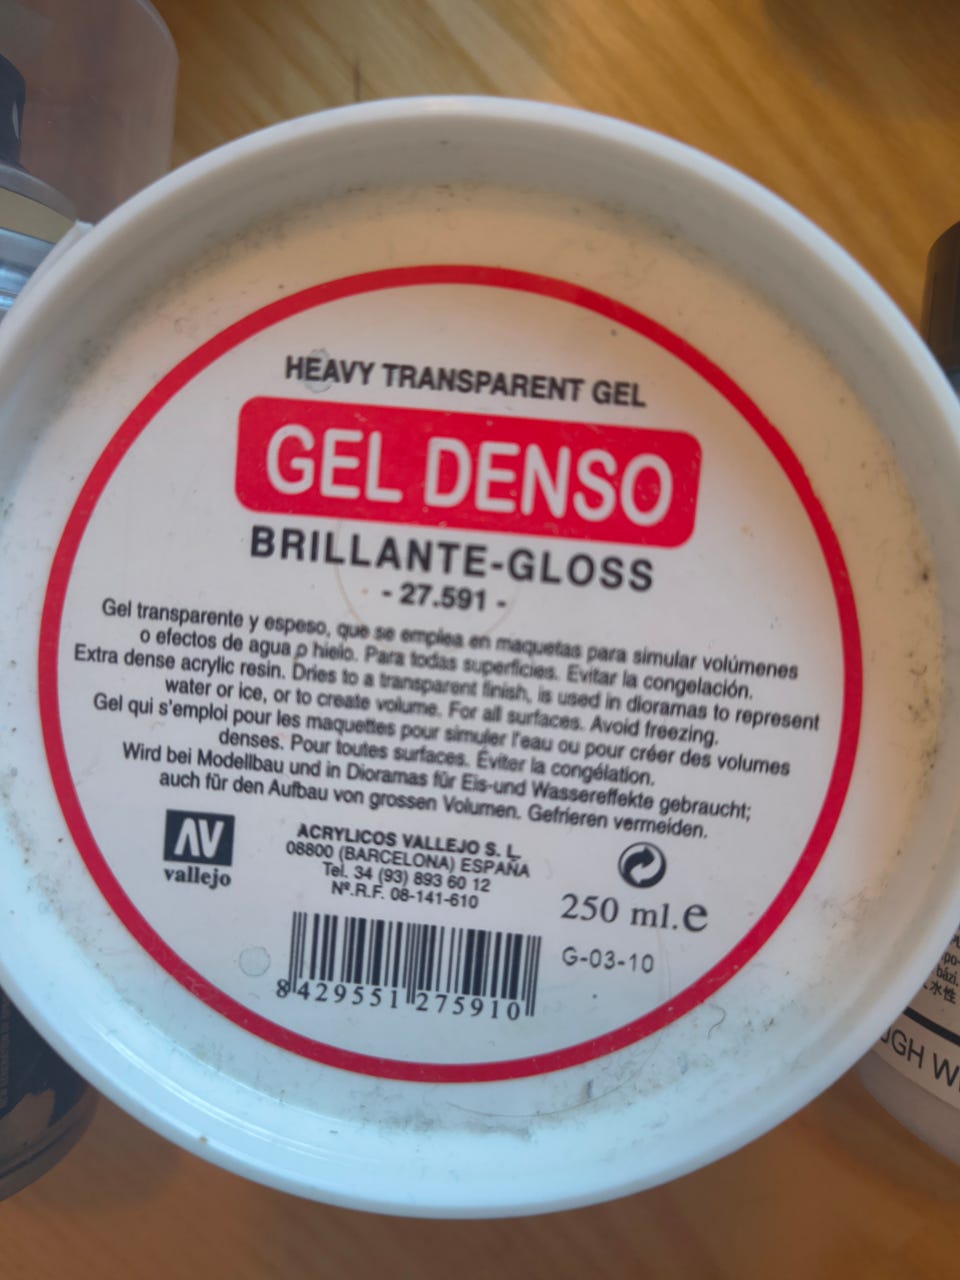 HEAVY TRANSPARENT GEL
GEL DENSO
BRILLANTE-GLOSS
- 27.591 -
Gel transparente y espeso, que se emplea en maquetas para simular volúmenes
o efectos de agua o hielo. Para todas superfícies. Evitar la congelación.
Extra dense acrylic resin. Dries to a transparent finish, is used in dioramas to represent
water or ice, or to create volume. For all surfaces. Avoid freezing.
Gel qui s'emploi pour les maquettes pour simuler l'eau ou pour créer des volumes
denses. Pour toutes surfaces. Éviter la congélation.
Wird bei Modellbau und in Dioramas für Eis-und Wassereffekte gebraucht;
auch für den Aufbau von grossen Volumen. Gefrieren vermeiden.
AV
vallejo
ACRYLICOS VALLEJO S. L.
08800 (BARCELONA) ESPAÑA
Tel. 34 (93) 893 60 12
Nº.R.F. 08-141-610
250 ml.e
G-03-10
8429551275910
po-
bázi.
水性